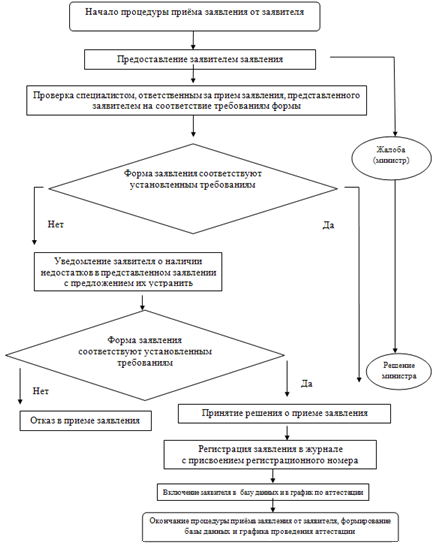 Начало процедуры приёма заявления от заявителя
Предоставление заявителем заявления
Проверка специалистом, ответственным за прием заявления, представленного
заявителем на соответствие требованиям формы
Жалоба
(министр)
Форма заявления соответствуют
установленным требованиям
Нет
Да
Уведомление заявителя о наличии
недостатков в представленном заявлении
с предложением их устранить
Форма заявления
соответствуют установленным
требованиям
Решение
министра
Нет
Да
Отказ в приеме заявления
Принятие решения о приеме заявления
Регистрация заявления в журнале
с присвоением регистрационного номера
Включение заявителя в базу данных и в график по аттестации
Окончание процедуры приёма заявления от заявителя, формирование
базы данных и графика проведения аттестации